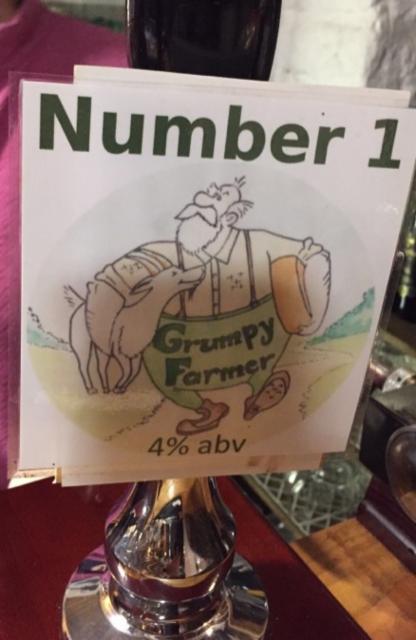 Number 1
Grumpy
Farmer
4% abv